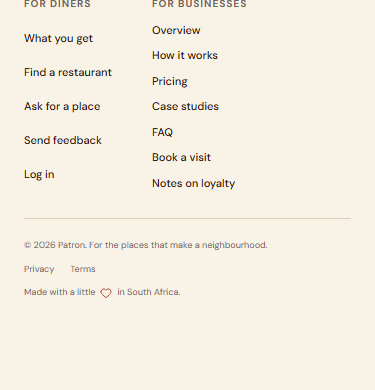 FOR DINERS
What you get
Find a restaurant
Ask for a place
Send feedback
Log in
FOR BUSINESSES
Overview
How it works
Pricing
Case studies
FAQ
Book a visit
Notes on loyalty
© 2026 Patron. For the places that make a neighbourhood.
Privacy Terms
Made with a little in South Africa.